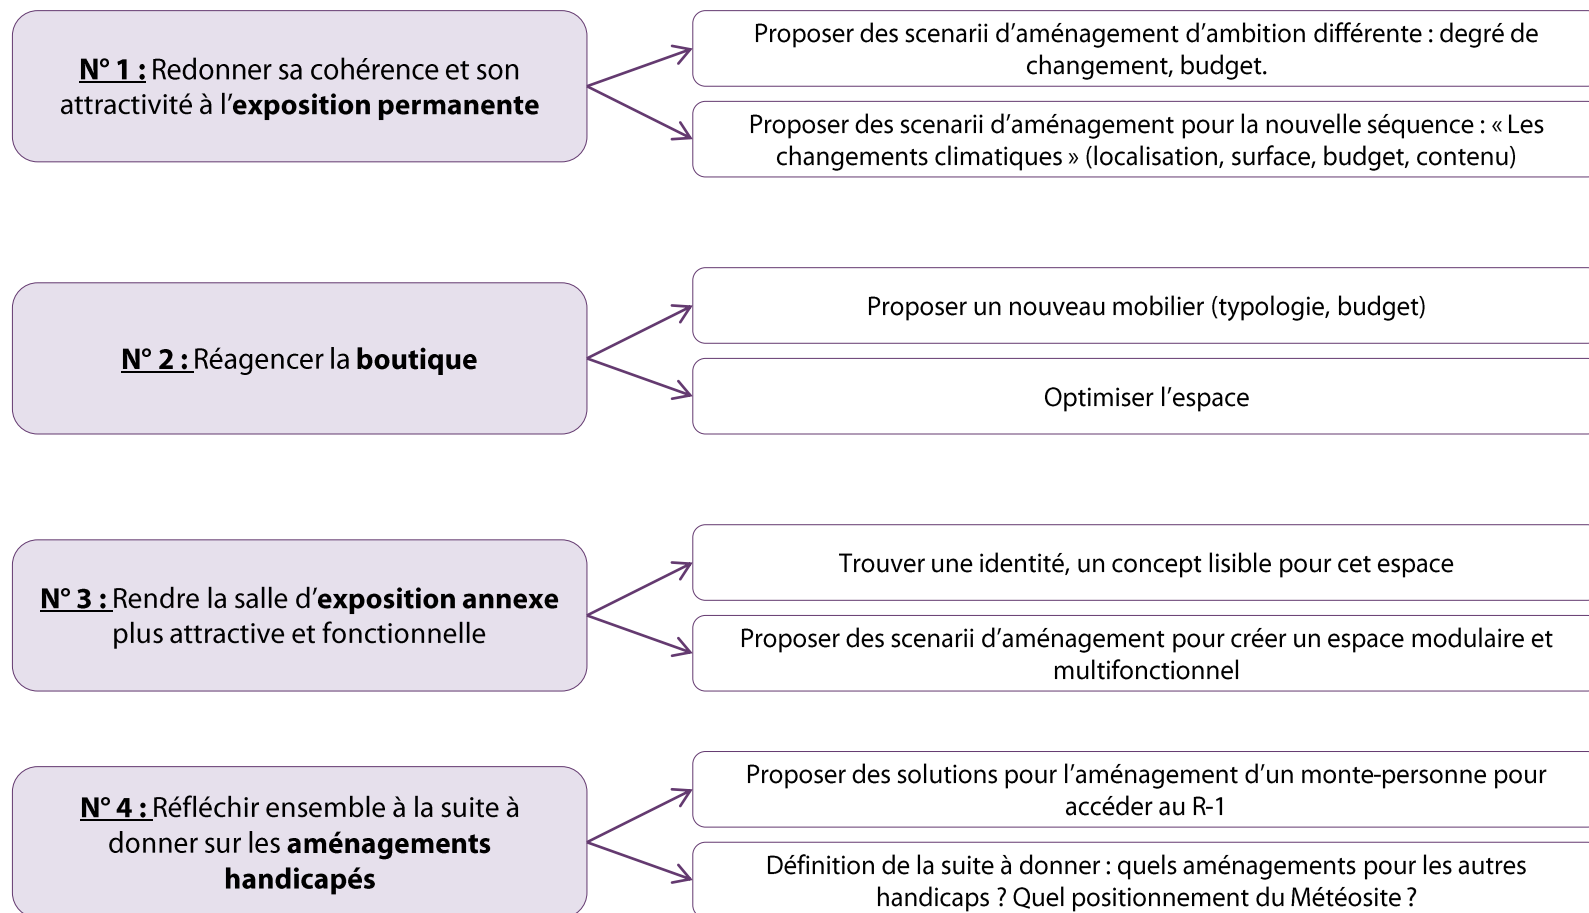 N° 1 : Redonner sa cohérence et son
attractivité à l’exposition permanente
Proposer des scenarii d’aménagement d’ambition différente : degré de
changement, budget.
Proposer des scenarii d’aménagement pour la nouvelle séquence : « Les
changements climatiques » (localisation, surface, budget, contenu)
N° 2 : Réagencer la boutique
Proposer un nouveau mobilier (typologie, budget)
Optimiser l’espace
N° 3 : Rendre la salle d’exposition annexe
plus attractive et fonctionnelle
Trouver une identité, un concept lisible pour cet espace
Proposer des scenarii d’aménagement pour créer un espace modulaire et
multifonctionnel
N° 4 : Réfléchir ensemble à la suite à
donner sur les aménagements
handicapés
Proposer des solutions pour l’aménagement d’un monte-personne pour
accéder au R-1
Définition de la suite à donner : quels aménagements pour les autres
handicaps ? Quel positionnement du Météosite ?